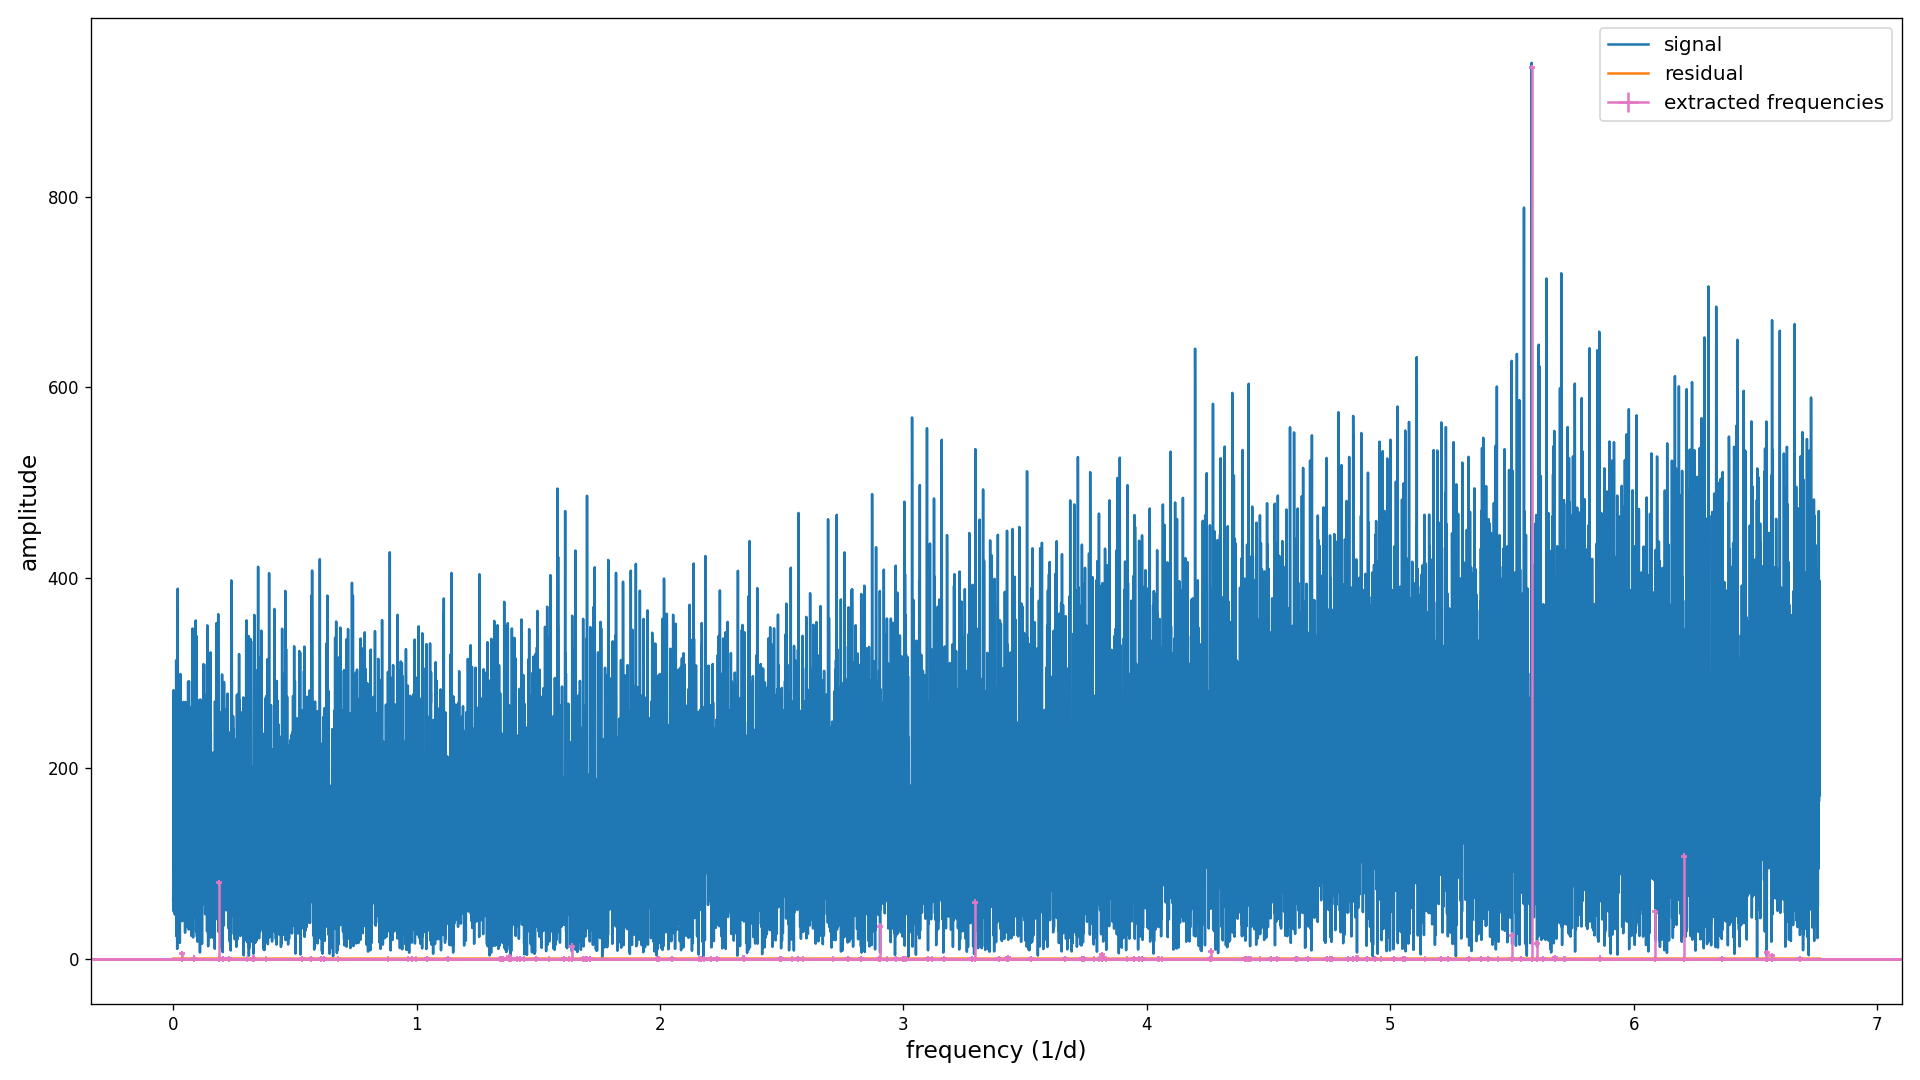 signal
residual
extracted frequencies
amplitude
800
600
400
200
0
0 1 2 3 4 5 6 7
frequency (1/d)